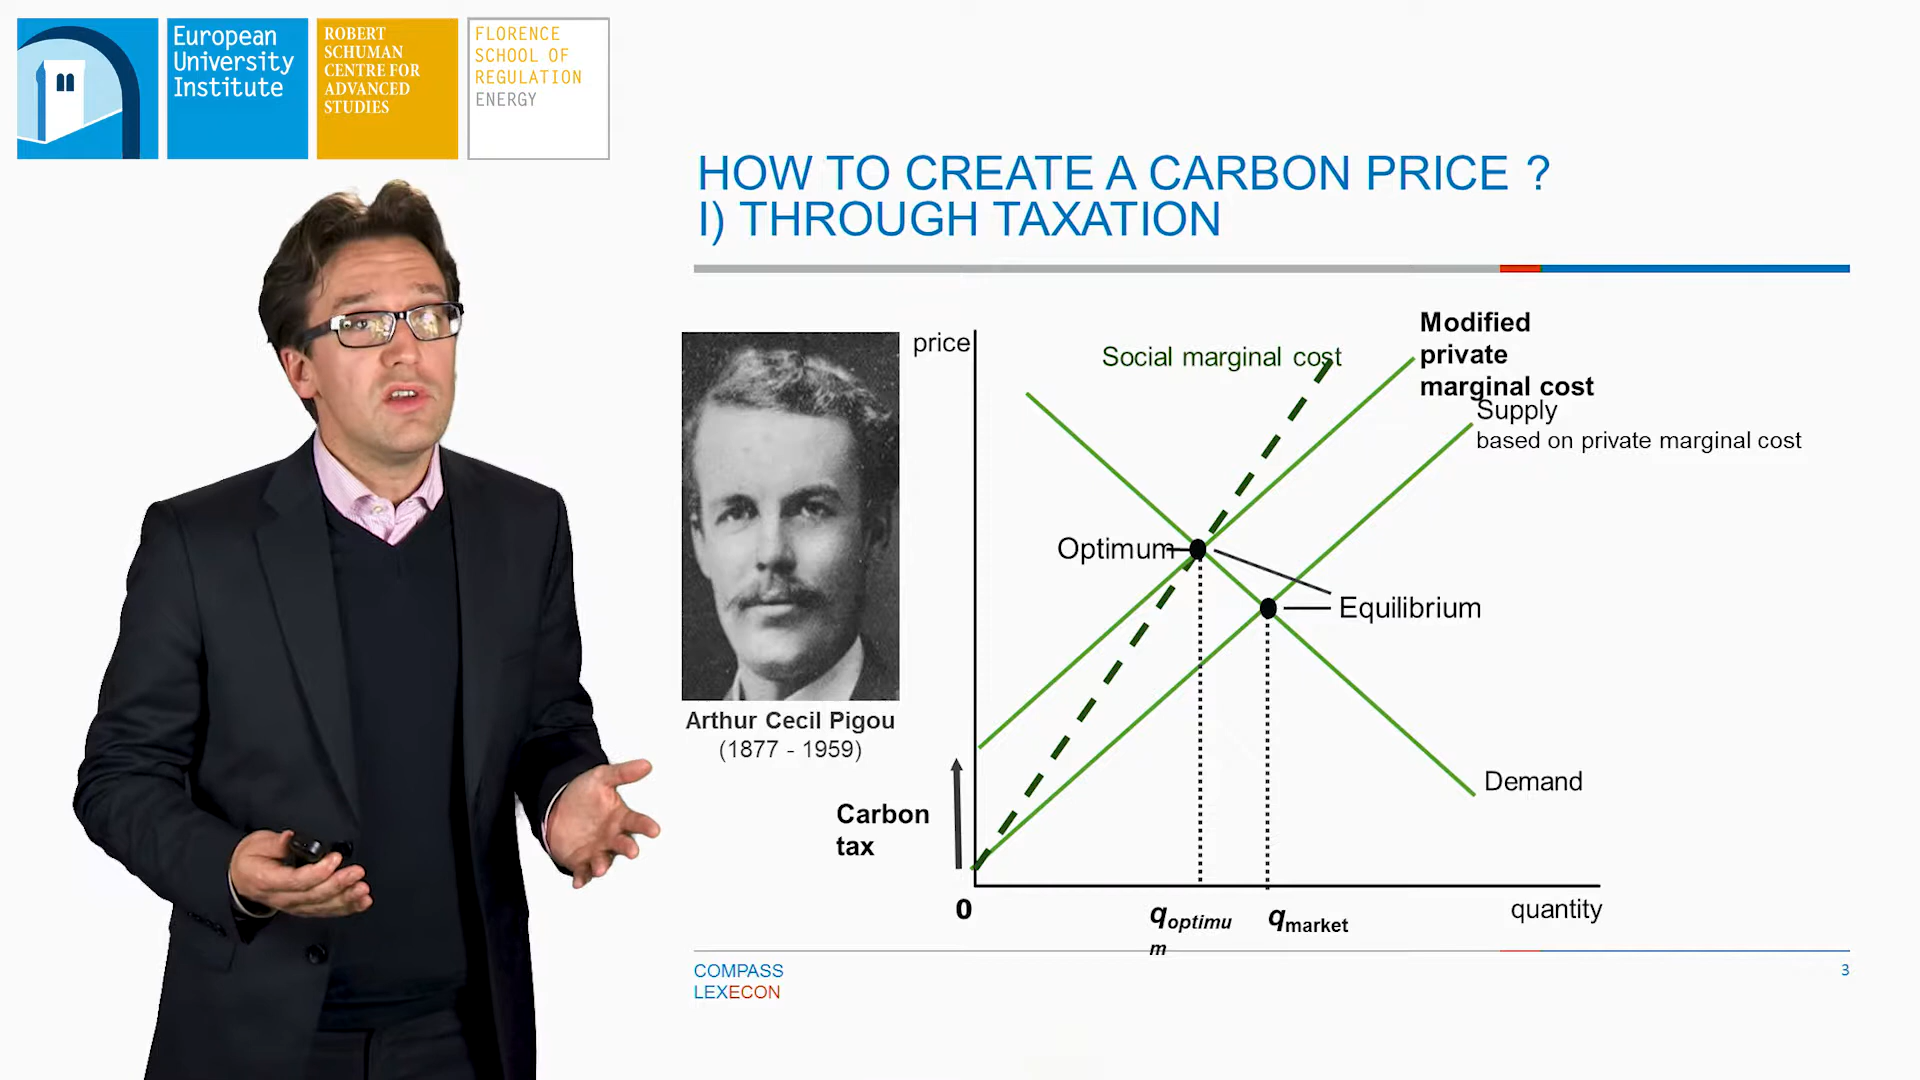 European
University
Institute
ROBERT
SCHUMAN
CENTRE FOR
ADVANCED
STUDIES
FLORENCE
SCHOOL OF
REGULATION
ENERGY
HOW TO CREATE A CARBON PRICE ?
I) THROUGH TAXATION
price
Social marginal cost
Modified
private
marginal cost
Supply
based on private marginal cost
Optimum
Equilibrium
Arthur Cecil Pigou
(1877 - 1959)
Carbon
tax
Demand
0
qoptimu
m
qmarket
quantity
COMPASS
LEXECON
3